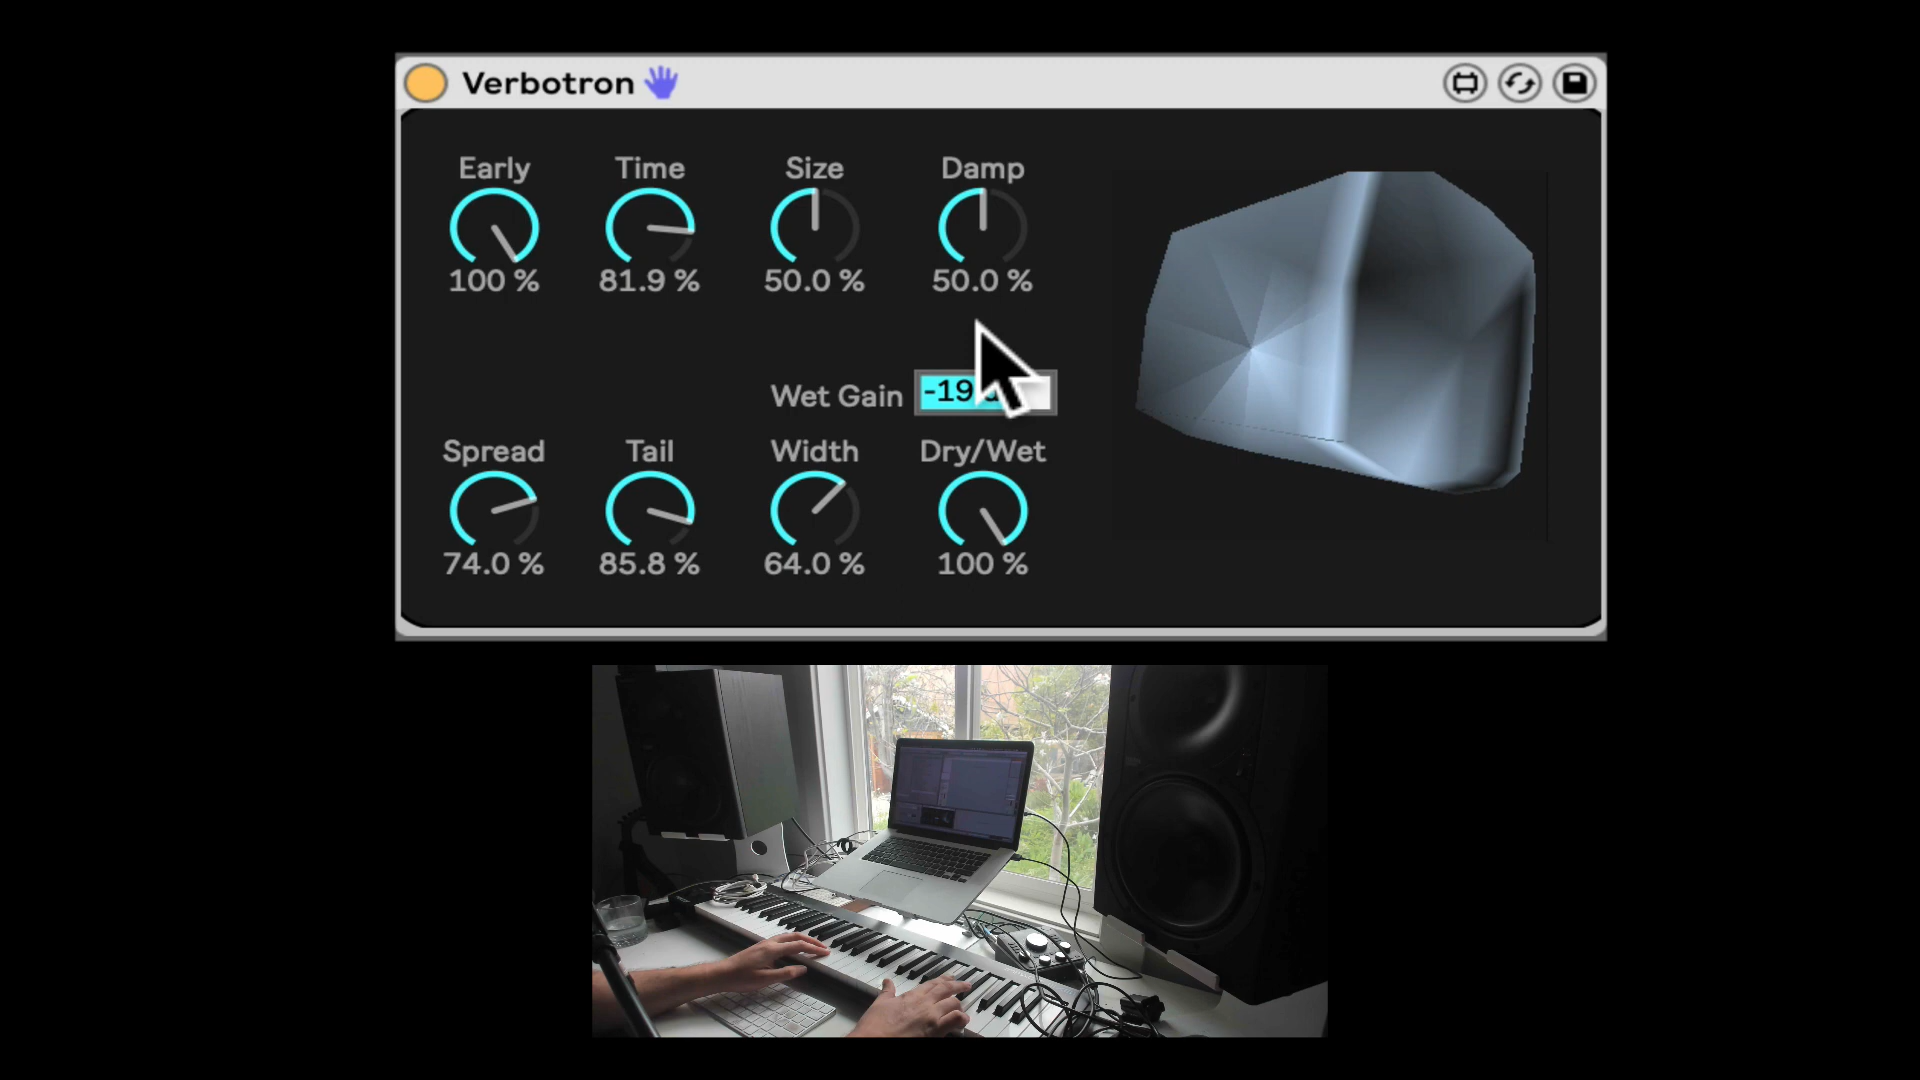 Verbotron
Early Time Size Damp
100 % 81.9 % 50.0 % 50.0 %
Wet Gain
Spread Tail Width Dry/Wet
74.0 % 85.8 % 64.0 % 100 %